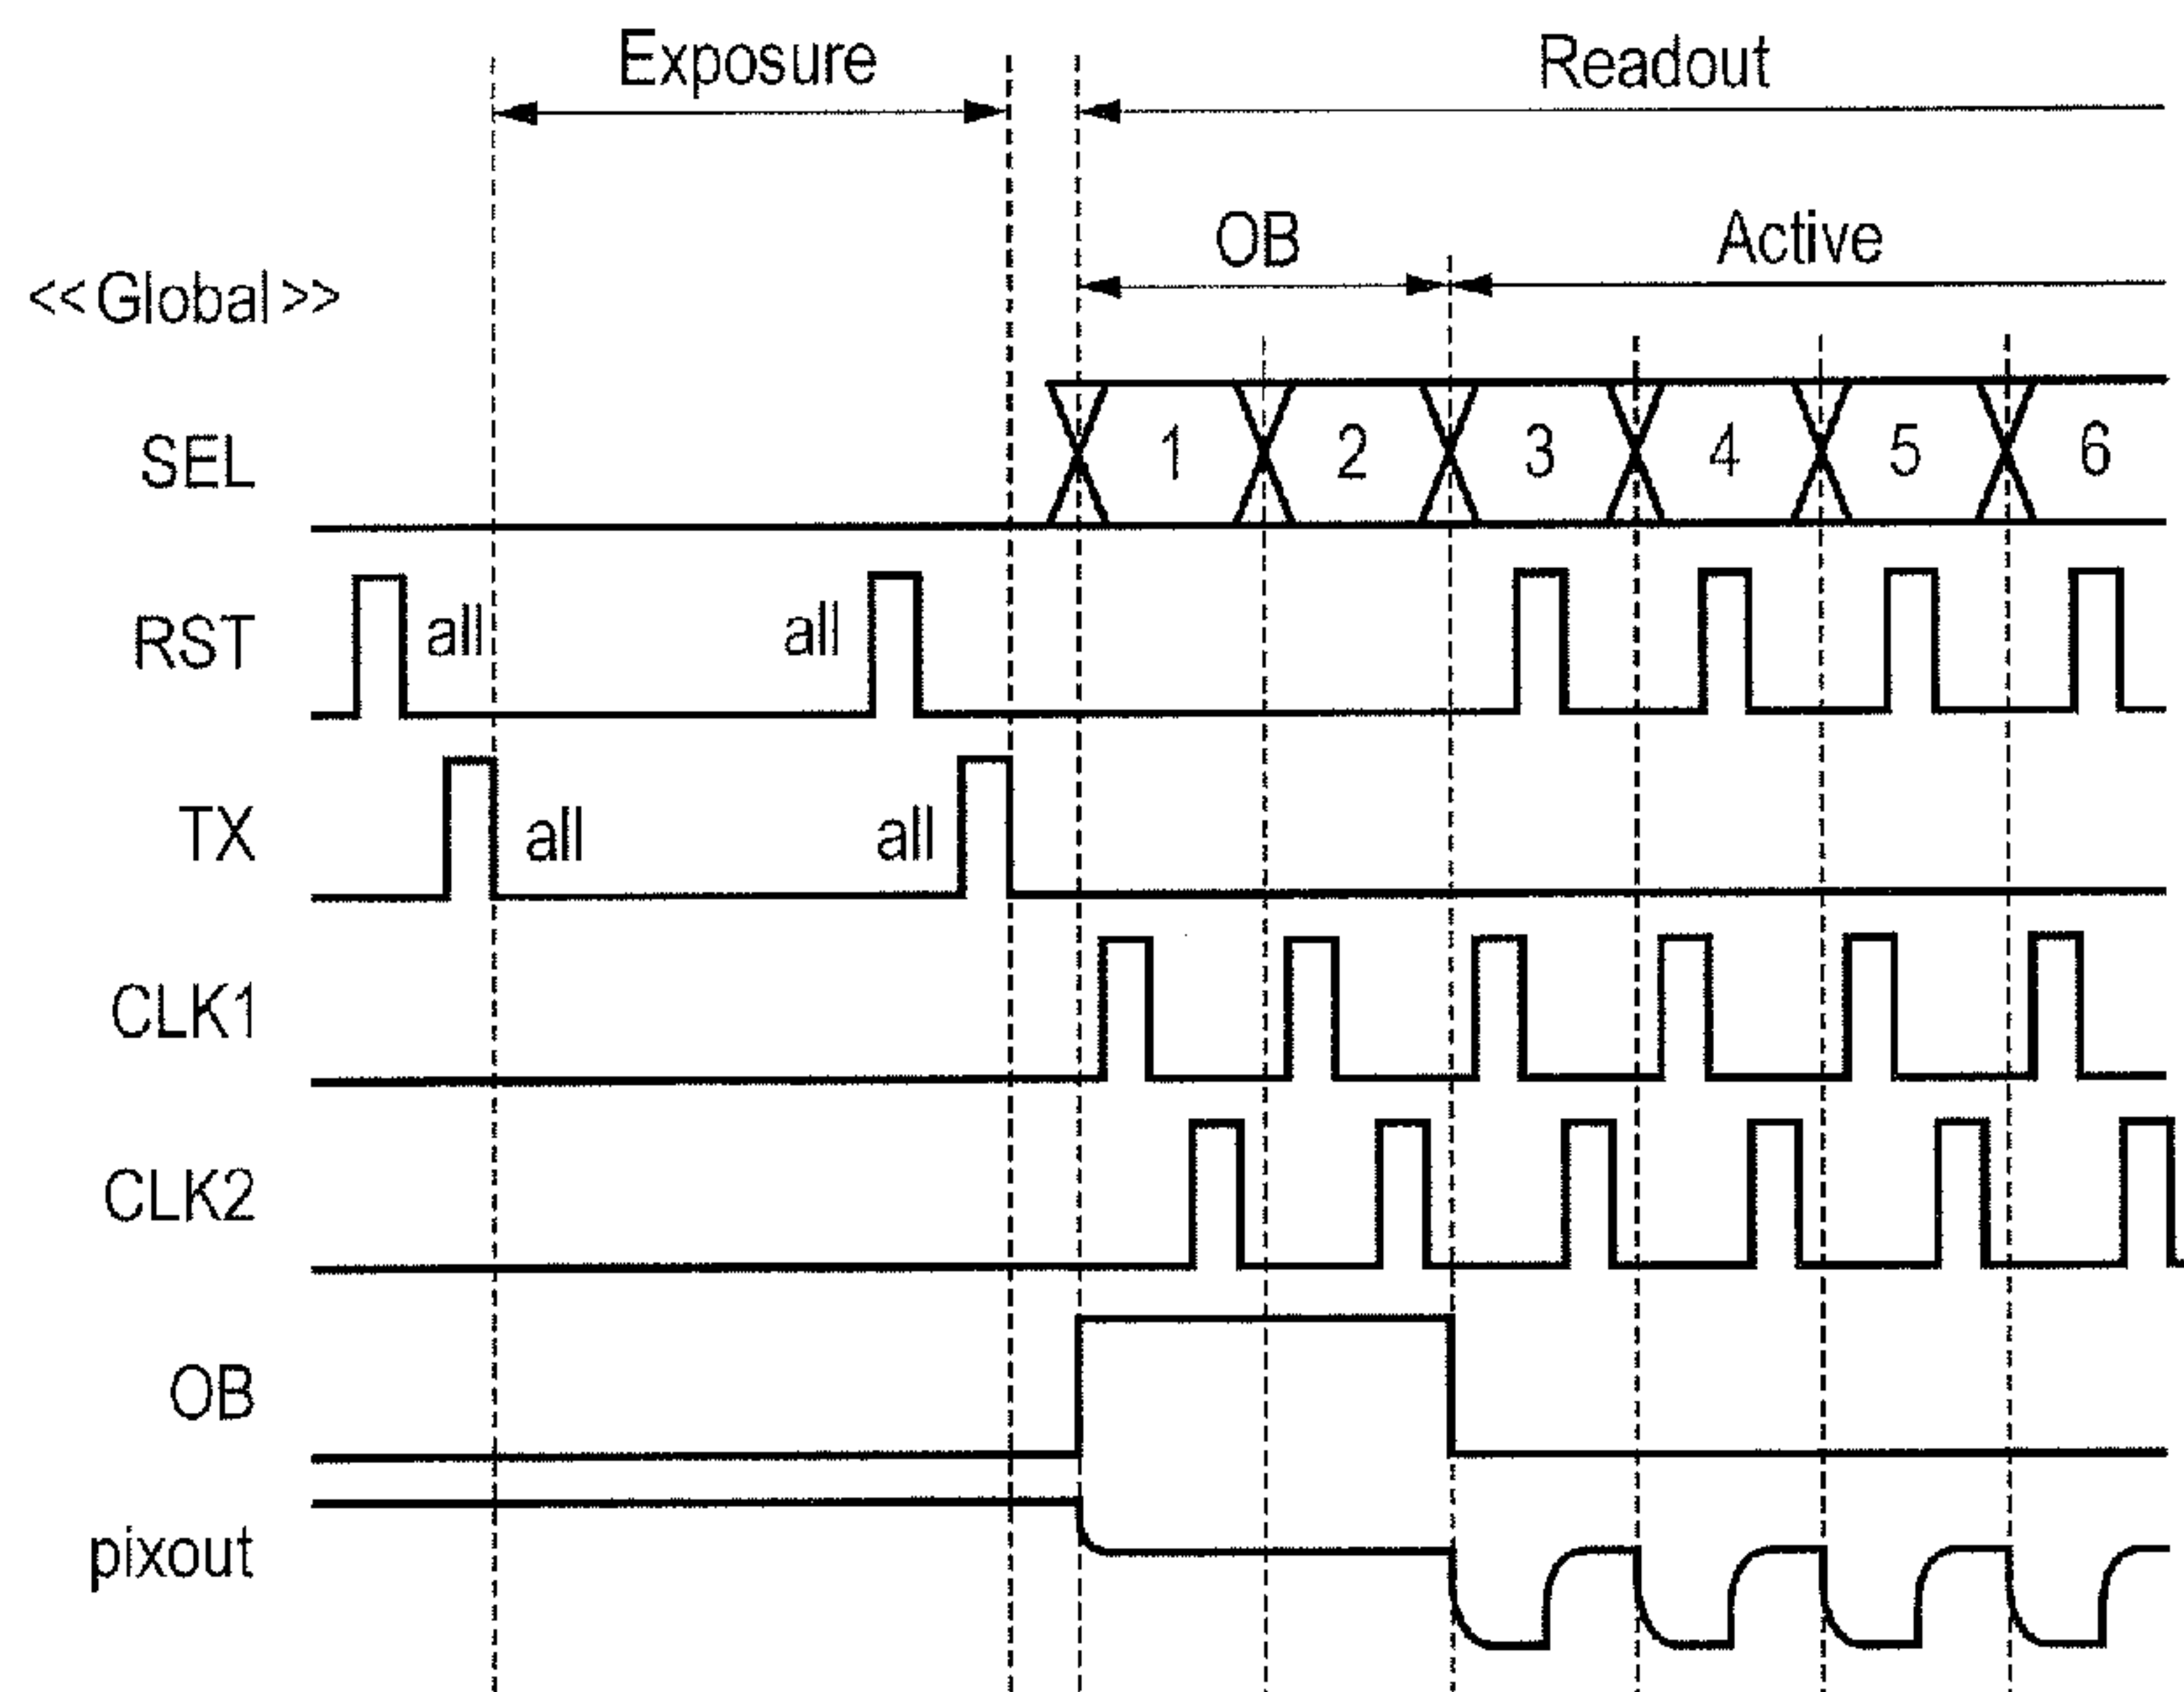 Exposure Readout
OB Active
<<Global>>
SEL 1 2 3 4 5 6
RST all all
TX all all
CLK1
CLK2
OB
pixout